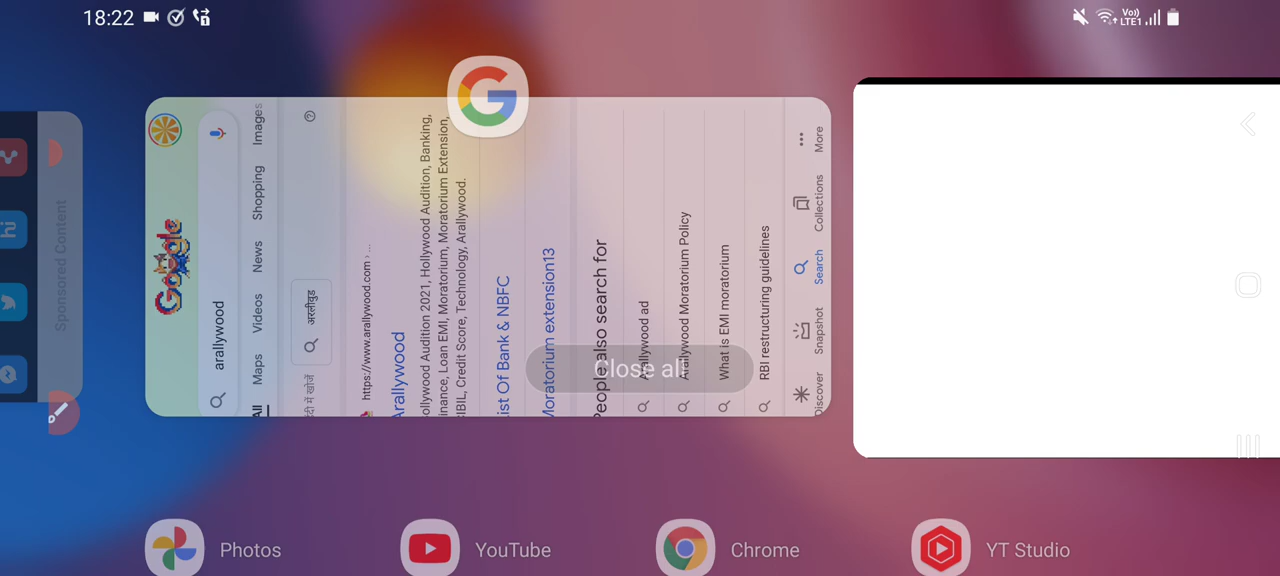 18:22
Vo))
LTE1
Sponsored Content
hi
Google
arallywood
All
Maps
Videos
News
Shopping
Images
हिंदी में खोजें
अरलीवुड
https://www.arallywood.com › ...
Arallywood
ollywood Audition 2021, Hollywood Audition, Banking,
inance, Loan EMI, Moratorium, Moratorium Extension,
IBIL, Credit Score, Technology, Arallywood.
ist Of Bank & NBFC
Moratorium extension13
People also search for
Arallywood ad
Arallywood Moratorium Policy
What is EMI moratorium
RBI restructuring guidelines
Discover
Snapshot
Search
Collections
More
Close all
Photos
YouTube
Chrome
YT Studio